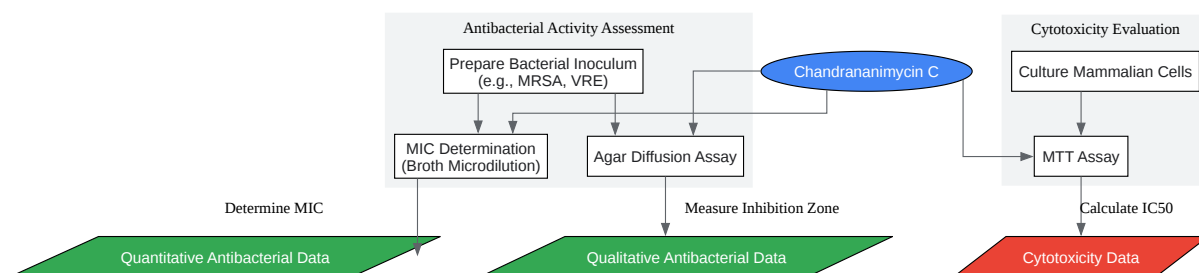 Antibacterial Activity Assessment
Cytotoxicity Evaluation
Prepare Bacterial Inoculum
(e.g., MRSA, VRE)
Chandrananimycin C
Culture Mammalian Cells
MIC Determination
(Broth Microdilution)
Agar Diffusion Assay
MTT Assay
Determine MIC
Measure Inhibition Zone
Calculate IC50
Quantitative Antibacterial Data
Qualitative Antibacterial Data
Cytotoxicity Data